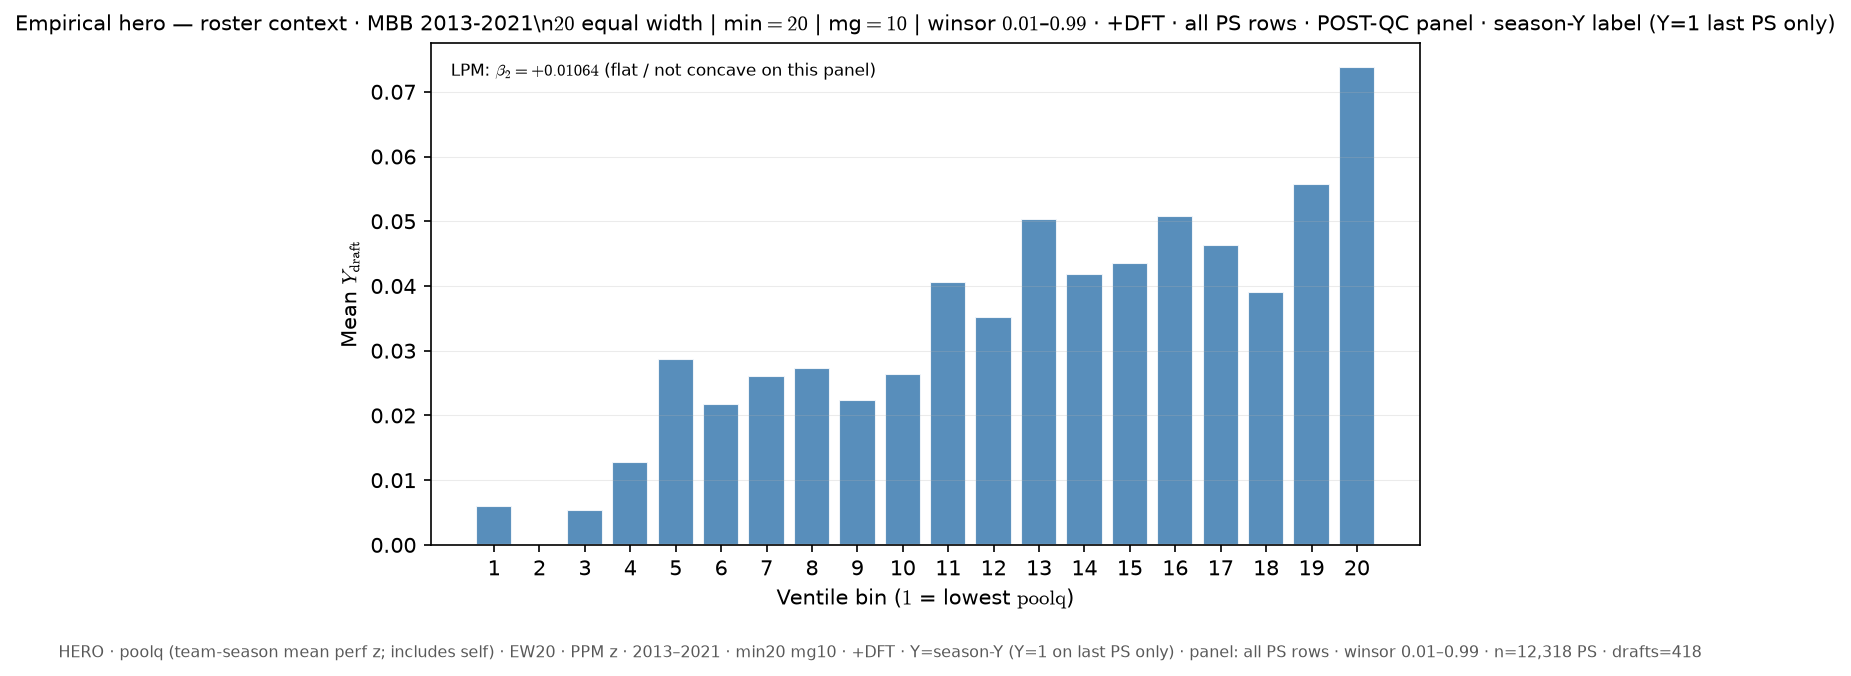 Empirical hero — roster context · MBB 2013-2021\n20 equal width | min = 20 | mg = 10 | winsor 0.01–0.99 · +DFT · all PS rows · POST-QC panel · season-Y label (Y=1 last PS only)
LPM: β₂ = +0.01064 (flat / not concave on this panel)
Mean Y_draft
0.07
0.06
0.05
0.04
0.03
0.02
0.01
0.00
1 2 3 4 5 6 7 8 9 10 11 12 13 14 15 16 17 18 19 20
Ventile bin (1 = lowest poolq)
HERO · poolq (team-season mean perf z; includes self) · EW20 · PPM z · 2013–2021 · min20 mg10 · +DFT · Y=season-Y (Y=1 on last PS only) · panel: all PS rows · winsor 0.01–0.99 · n=12,318 PS · drafts=418